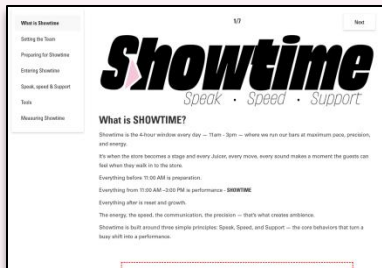 What is Showtime
Setting the Team
Preparing for Showtime
Entering Showtime
Speak, speed & Support
Tools
Measuring Showtime
1/7
Next
Showtime
Speak • Speed • Support
What is SHOWTIME?
Showtime is the 4-hour window every day — 11am - 3pm — where we run our bars at maximum pace, precision,
and energy.
It's when the store becomes a stage and every Juicer, every move, every sound makes a moment the guests can
feel when they walk in to the store.
Everything before 11:00 AM is preparation.
Everything from 11:00 AM –3:00 PM is performance - SHOWTIME
Everything after is reset and growth.
The energy, the speed, the communication, the precision — that's what creates ambience.
Showtime is built around three simple principles: Speak, Speed, and Support — the core behaviors that turn a
busy shift into a performance.